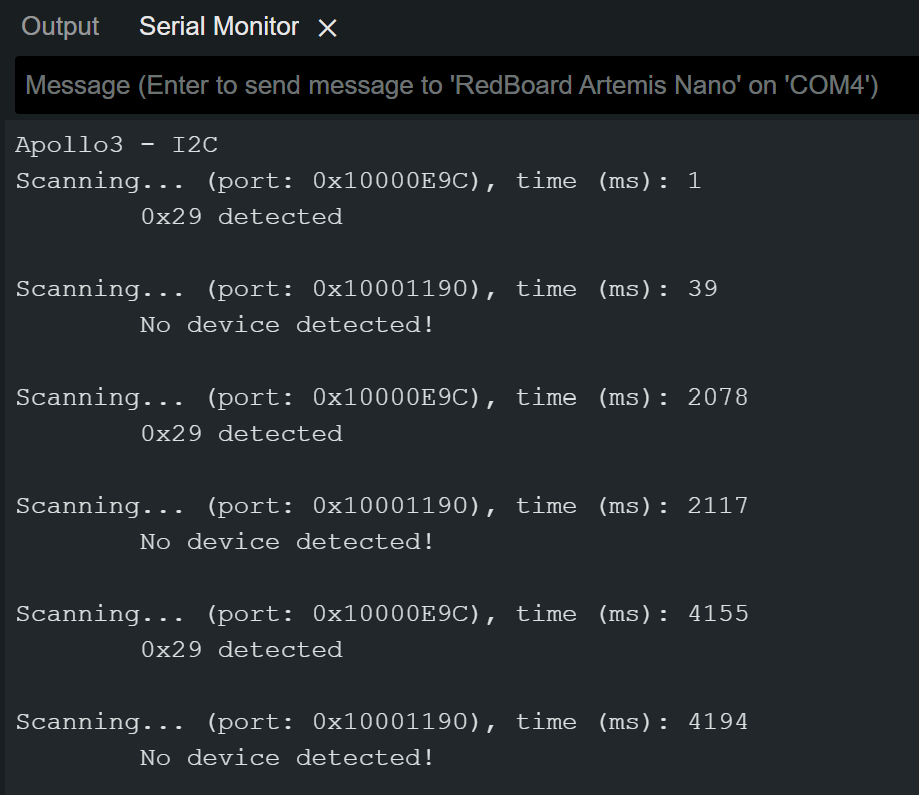 Output Serial Monitor ×
Message (Enter to send message to 'RedBoard Artemis Nano' on 'COM4')
Apollo3 - I2C
Scanning... (port: 0x10000E9C), time (ms): 1
0x29 detected
Scanning... (port: 0x10001190), time (ms): 39
No device detected!
Scanning... (port: 0x10000E9C), time (ms): 2078
0x29 detected
Scanning... (port: 0x10001190), time (ms): 2117
No device detected!
Scanning... (port: 0x10000E9C), time (ms): 4155
0x29 detected
Scanning... (port: 0x10001190), time (ms): 4194
No device detected!